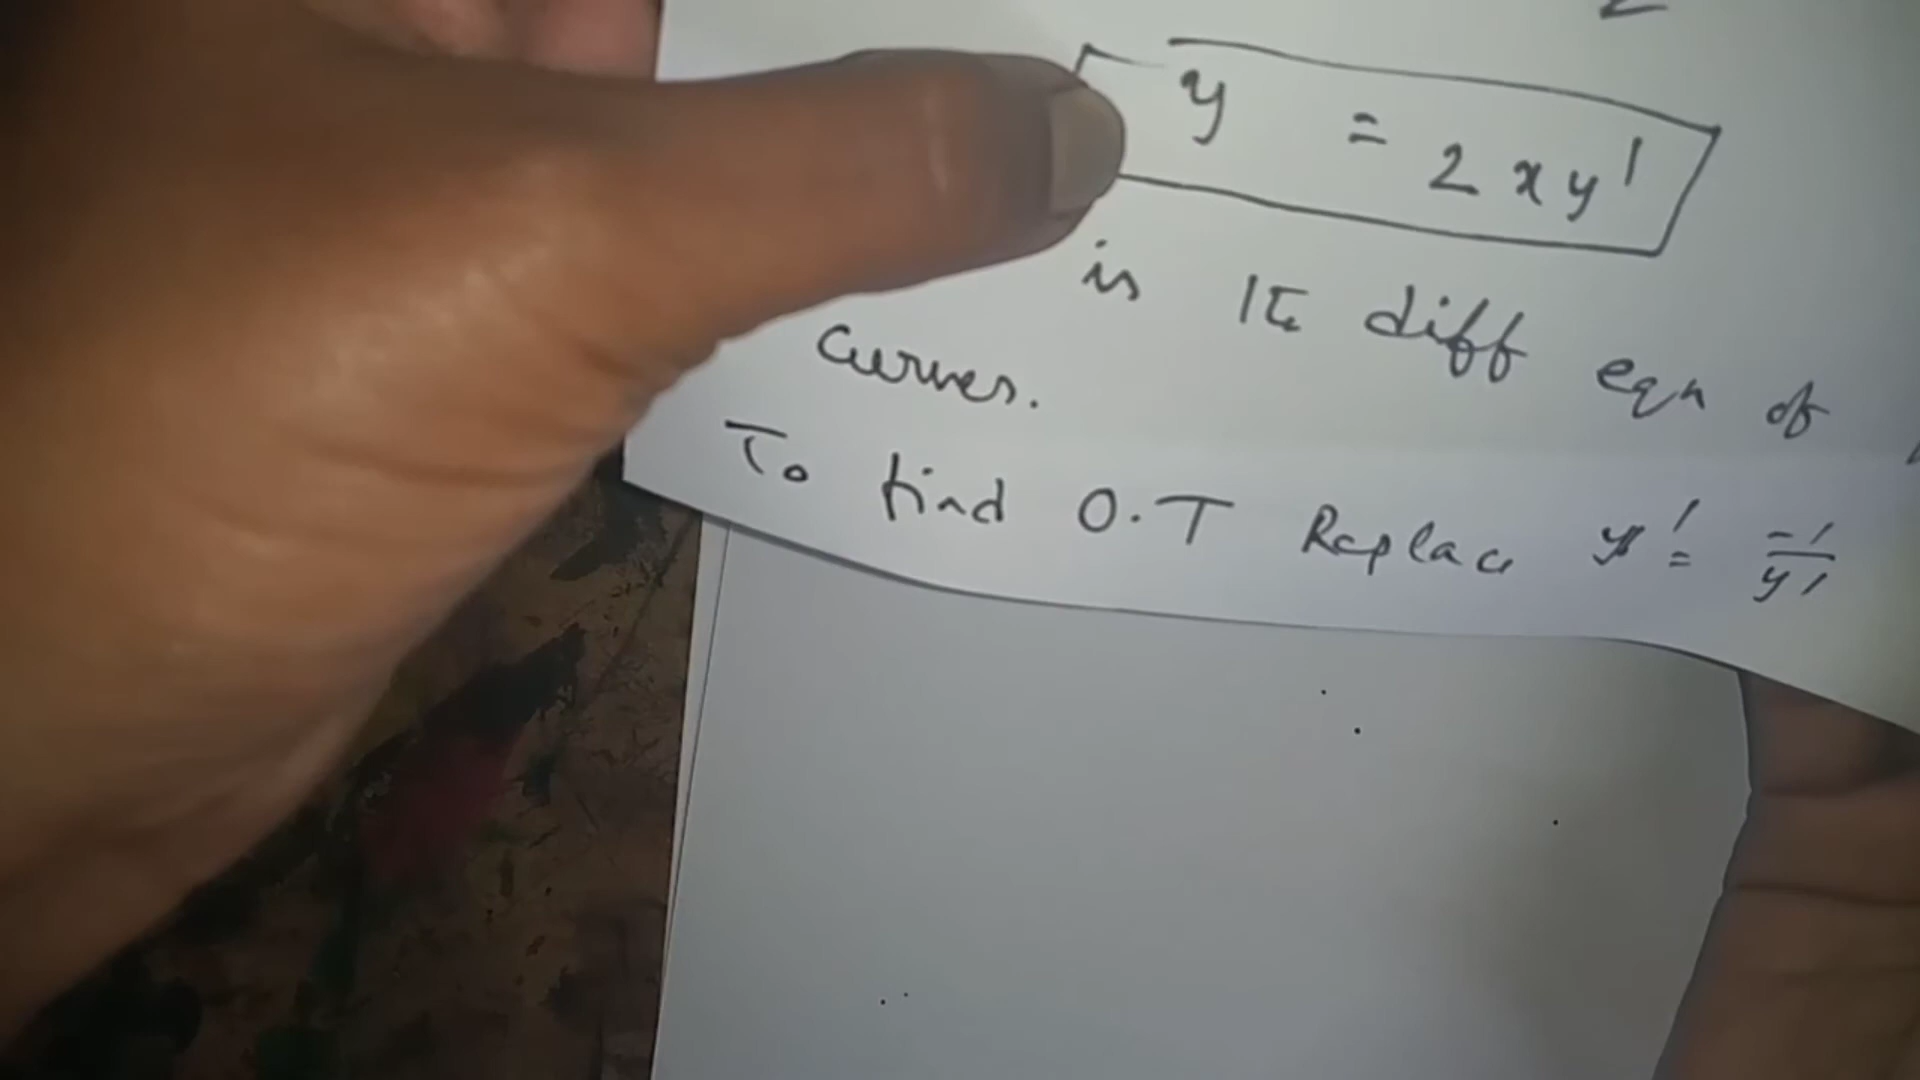 y = 2xy'
is the diff eqn of
curves.
To find O.T Replace y' = -1/y'